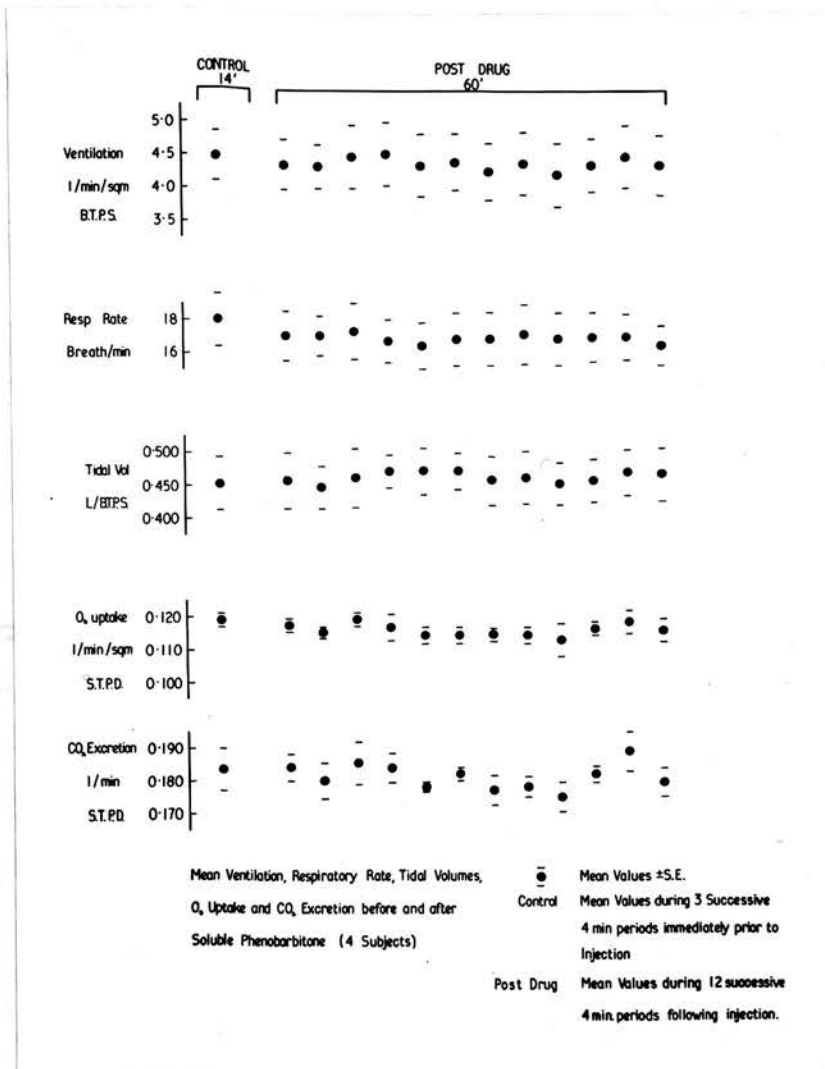 CONTROL
14'
POST DRUG
60'
Ventilation
l/min/sqm
B.T.P.S.
5·0
4·5
4·0
3·5
Resp Rate
Breath/min
18
16
Tidal Vol
L/B.T.P.S.
0·500
0·450
0·400
O₂ uptake
l/min/sqm
S.T.P.D.
0·120
0·110
0·100
CO₂ Excretion
l/min
S.T.P.D.
0·190
0·180
0·170
Mean Ventilation, Respiratory Rate, Tidal Volumes,
O₂ Uptake and CO₂ Excretion before and after
Soluble Phenobarbitone (4 Subjects)
Mean Values ±S.E.
Control Mean Values during 3 Successive
4 min periods immediately prior to
Injection
Post Drug Mean Values during 12 successive
4 min. periods following injection.